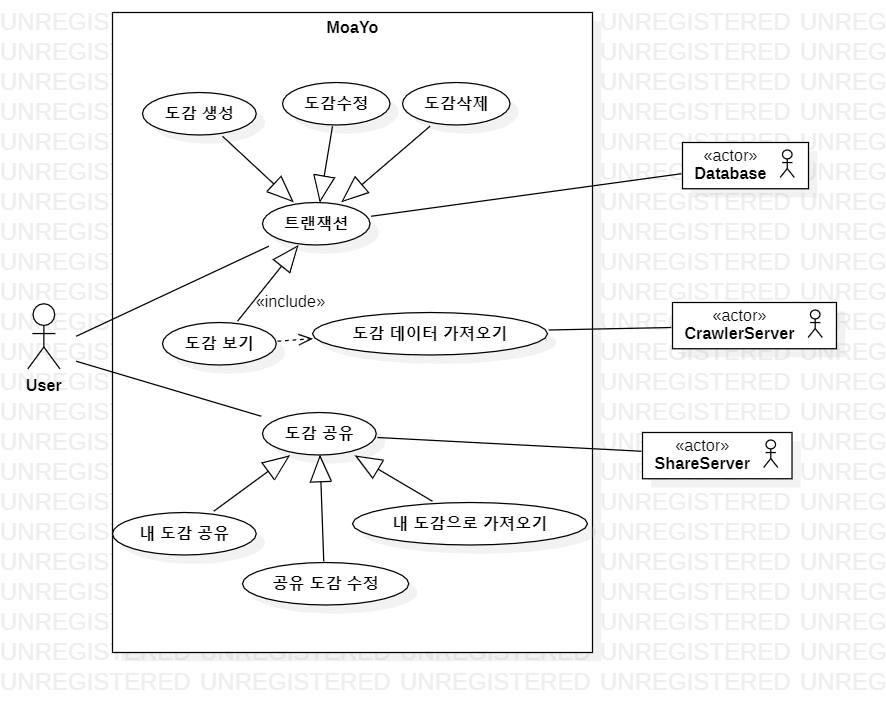 MoaYo
도감 생성
도감수정
도감삭제
«actor»
Database
트랜잭션
«include»
«actor»
CrawlerServer
도감 보기
도감 데이터 가져오기
User
도감 공유
«actor»
ShareServer
내 도감 공유
내 도감으로 가져오기
공유 도감 수정
UNREGISTERED UNREGISTERED UNREGISTERED UNREGISTERED UNREG